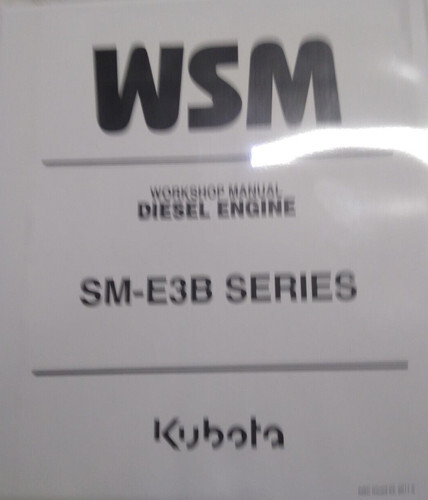 WSM
WORKSHOP MANUAL
DIESEL ENGINE
SM-E3B SERIES
Kubota